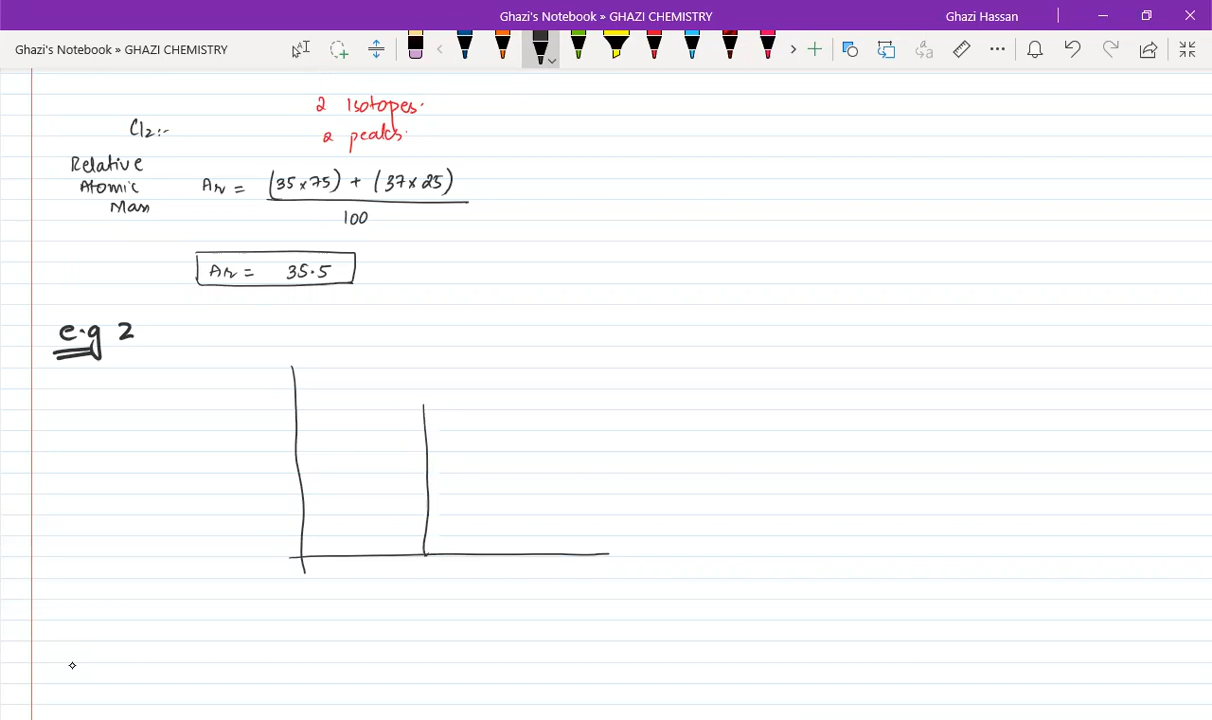 Ghazi's Notebook » GHAZI CHEMISTRY
Ghazi Hassan
Ghazi's Notebook » GHAZI CHEMISTRY
2 Isotopes.
2 peaks.
Cl2:-
Relative
Atomic
Mass
Ar = (35×75) + (37×25)
100
Ar = 35.5
e.g 2